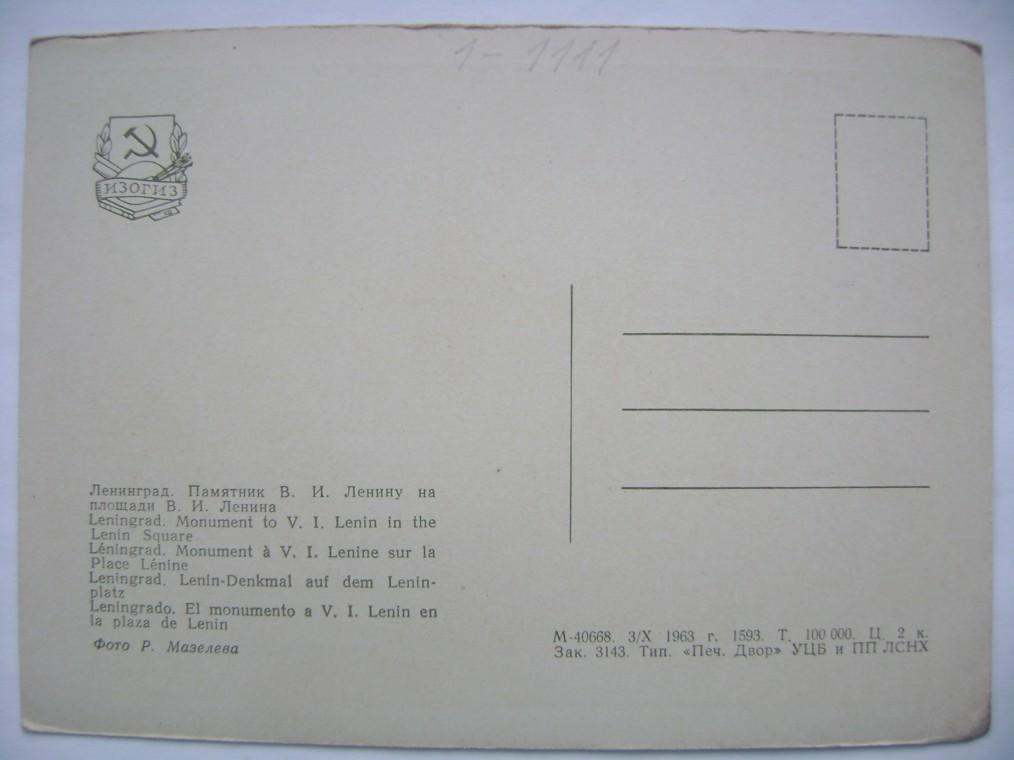 1-1111
ИЗОГИЗ
Ленинград. Памятник В. И. Ленину на
площади В. И. Ленина
Leningrad. Monument to V. I. Lenin in the
Lenin Square
Léningrad. Monument à V. I. Lenine sur la
Place Lénine
Leningrad. Lenin-Denkmal auf dem Lenin-
platz
Leningrado. El monumento a V. I. Lenin en
la plaza de Lenin
Фото Р. Мазелева
М-40668. 3/X 1963 г. 1593. Т. 100 000. Ц. 2 к.
Зак. 3143. Тип. «Печ. Двор» УЦБ и ПП ЛСНХ